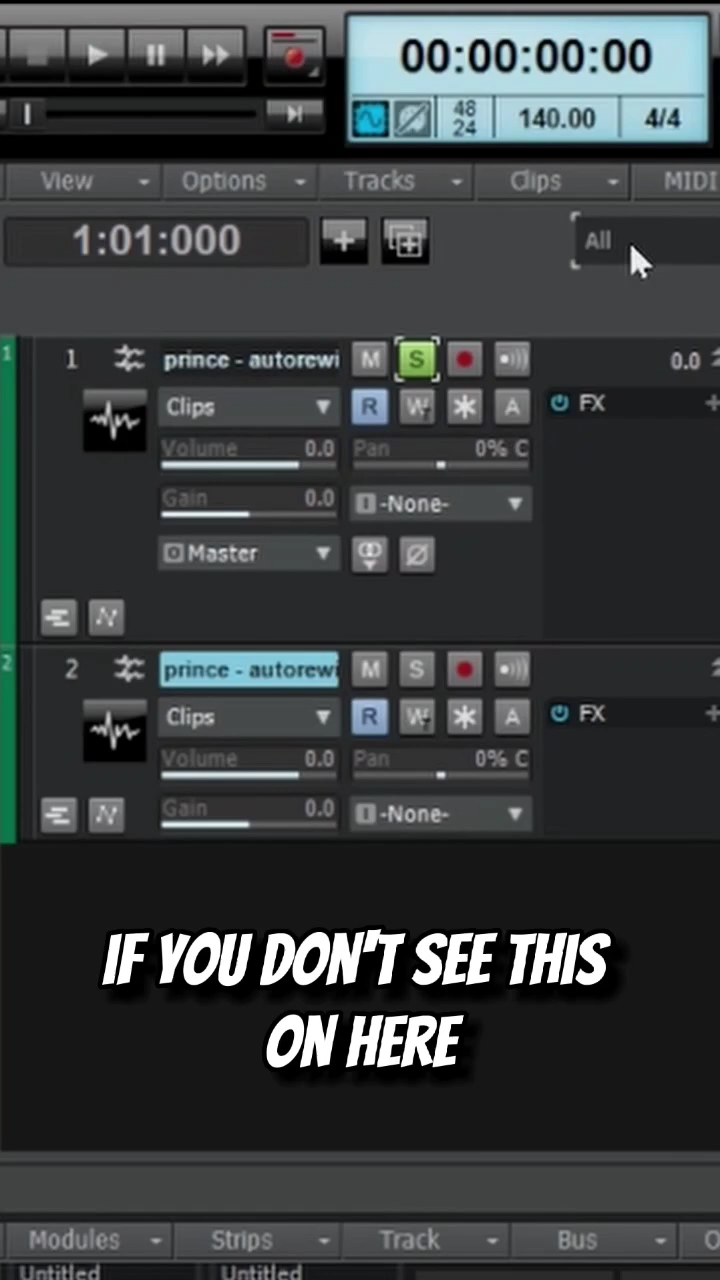 00:00:00:00
48
24
140.00
4/4
View
Options
Tracks
Clips
MIDI
1:01:000
All
1
1
prince - autorewi
M
S
0.0
Clips
R
W
A
FX
Volume
0.0
Pan
0% C
Gain
0.0
-None-
Master
2
2
prince - autorewi
M
S
Clips
R
W
A
FX
Volume
0.0
Pan
0% C
Gain
0.0
-None-
IF YOU DON'T SEE THIS
ON HERE
Modules
Strips
Track
Bus
Untitled
Untitled